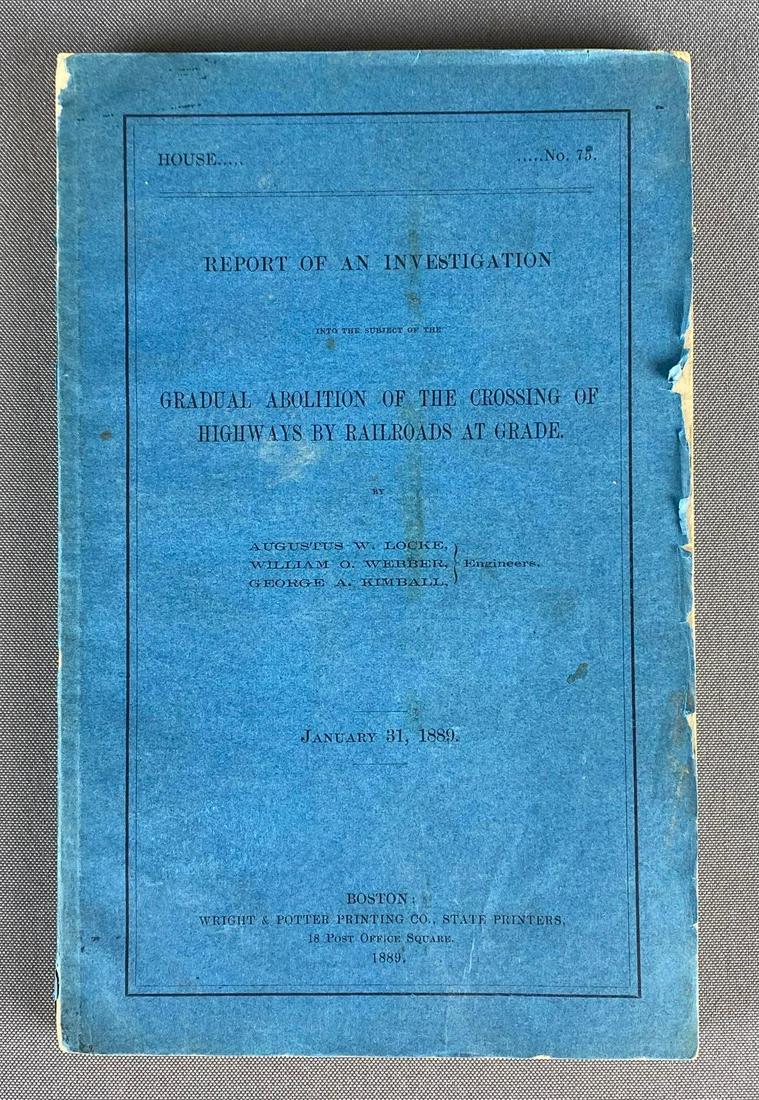 HOUSE..... .....No. 75.
REPORT OF AN INVESTIGATION
INTO THE SUBJECT OF THE
GRADUAL ABOLITION OF THE CROSSING OF
HIGHWAYS BY RAILROADS AT GRADE.
BY
AUGUSTUS W. LOCKE,
WILLIAM O. WEBBER, } Engineers.
GEORGE A. KIMBALL,
JANUARY 31, 1889.
BOSTON:
WRIGHT & POTTER PRINTING CO., STATE PRINTERS,
18 POST OFFICE SQUARE.
1889.